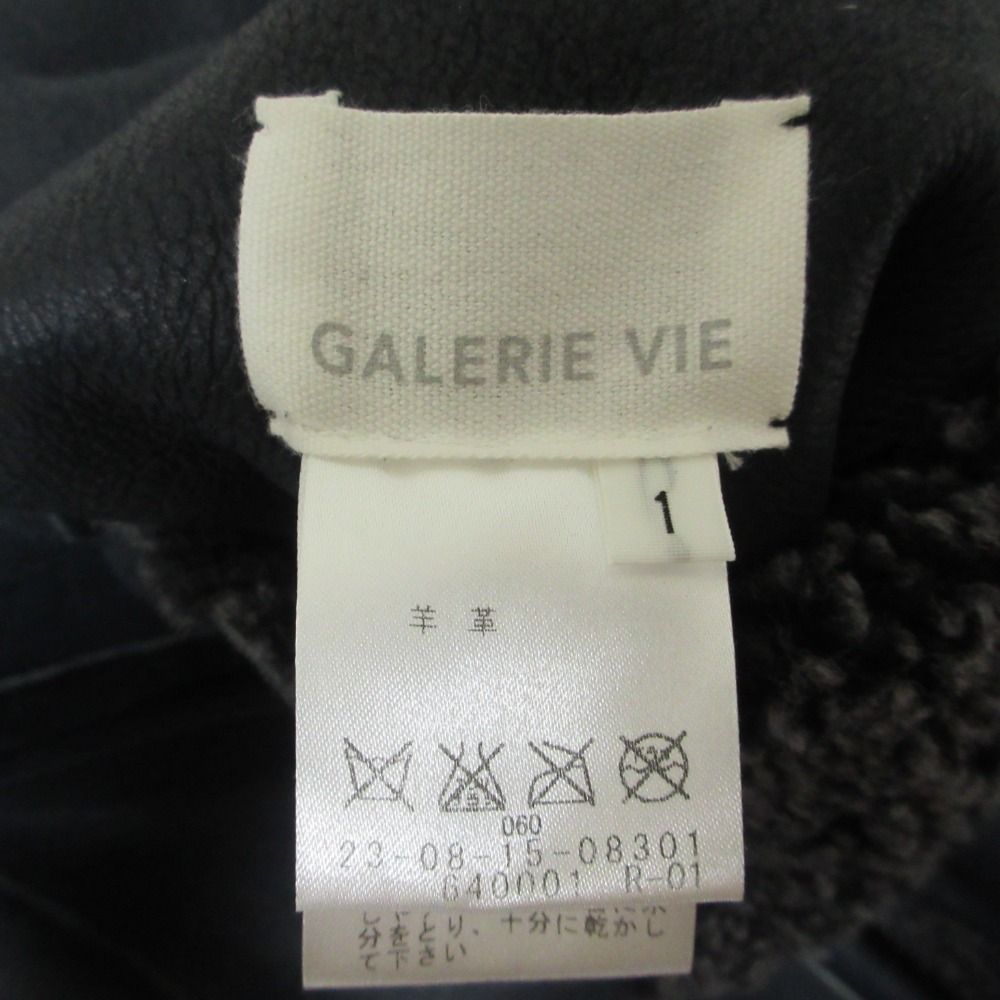 GALERIE VIE
1
羊 革
060
23-08-15-08301
640001 R-01
分をとり、十分に乾かし
て下さい